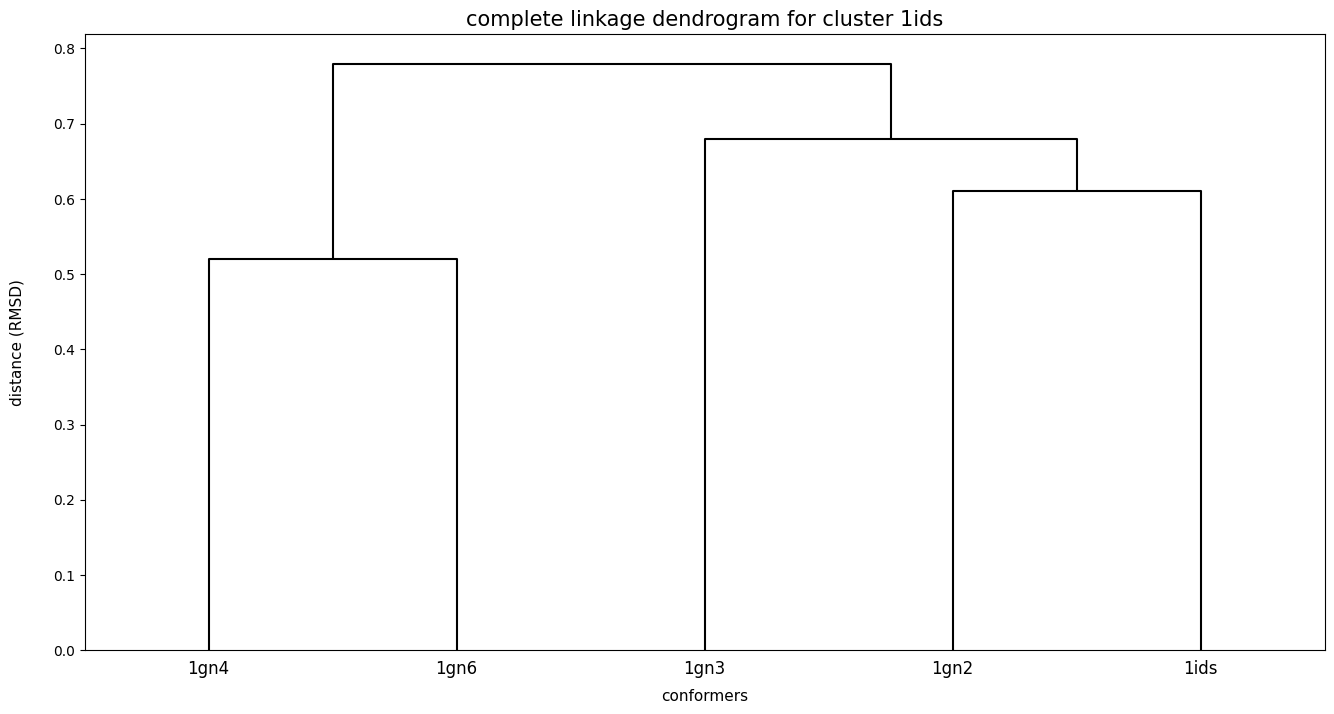 complete linkage dendrogram for cluster 1ids
0.8
0.7
0.6
0.5
0.4
0.3
0.2
0.1
0.0
distance (RMSD)
1gn4 1gn6 1gn3 1gn2 1ids
conformers